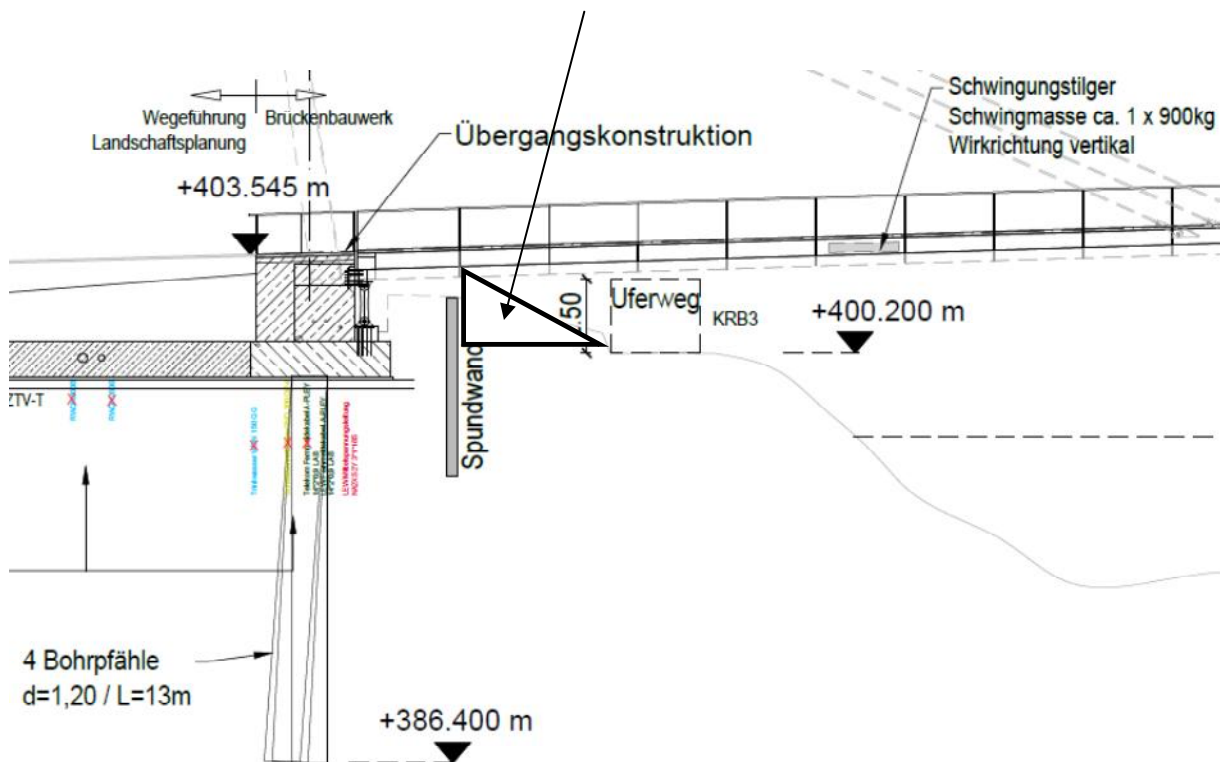 Wegeführung
Landschaftsplanung
Brückenbauwerk
+403.545 m
Übergangskonstruktion
Schwingungstilger
Schwingmasse ca. 1 x 900kg
Wirkrichtung vertikal
.50
Uferweg
KRB3
+400.200 m
Spundwand
ZTV-T
4 Bohrpfähle
d=1,20 / L=13m
+386.400 m